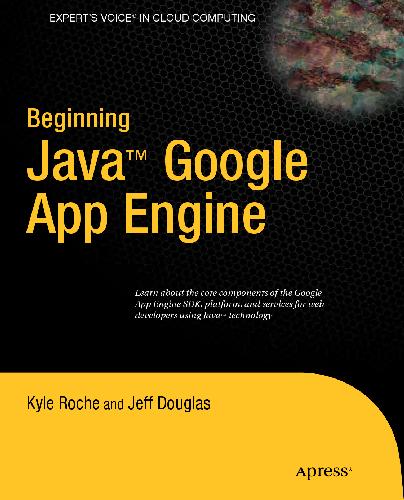 EXPERT'S VOICE® IN CLOUD COMPUTING
Beginning
Java™ Google
App Engine
Learn about the core components of the Google
App Engine SDK, platform, and services for web
developers using Java™ technology
Kyle Roche and Jeff Douglas
Apress®